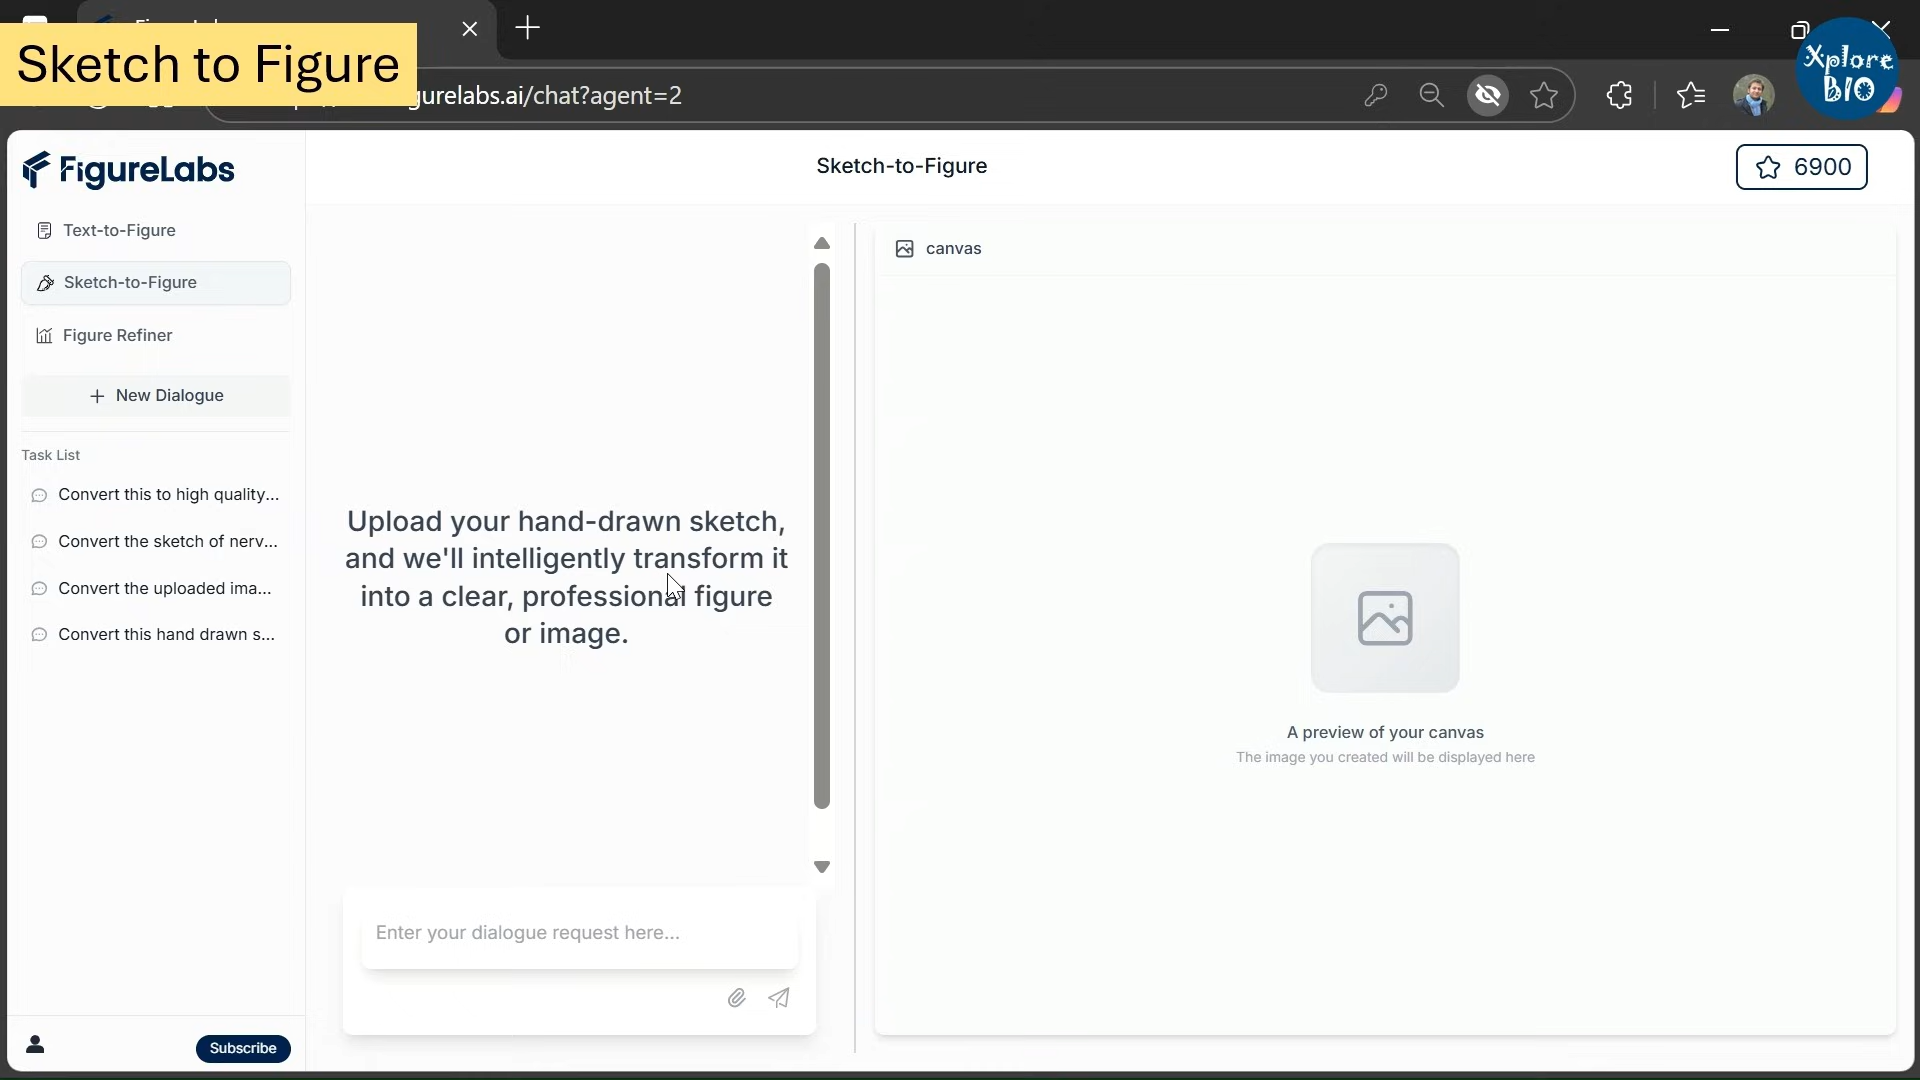 Sketch to Figure
gurelabs.ai/chat?agent=2
Xplore
BIO
FigureLabs
Sketch-to-Figure
6900
Text-to-Figure
Sketch-to-Figure
Figure Refiner
+ New Dialogue
Task List
Convert this to high quality...
Convert the sketch of nerv...
Convert the uploaded ima...
Convert this hand drawn s...
Subscribe
Upload your hand-drawn sketch,
and we'll intelligently transform it
into a clear, professional figure
or image.
Enter your dialogue request here...
canvas
A preview of your canvas
The image you created will be displayed here